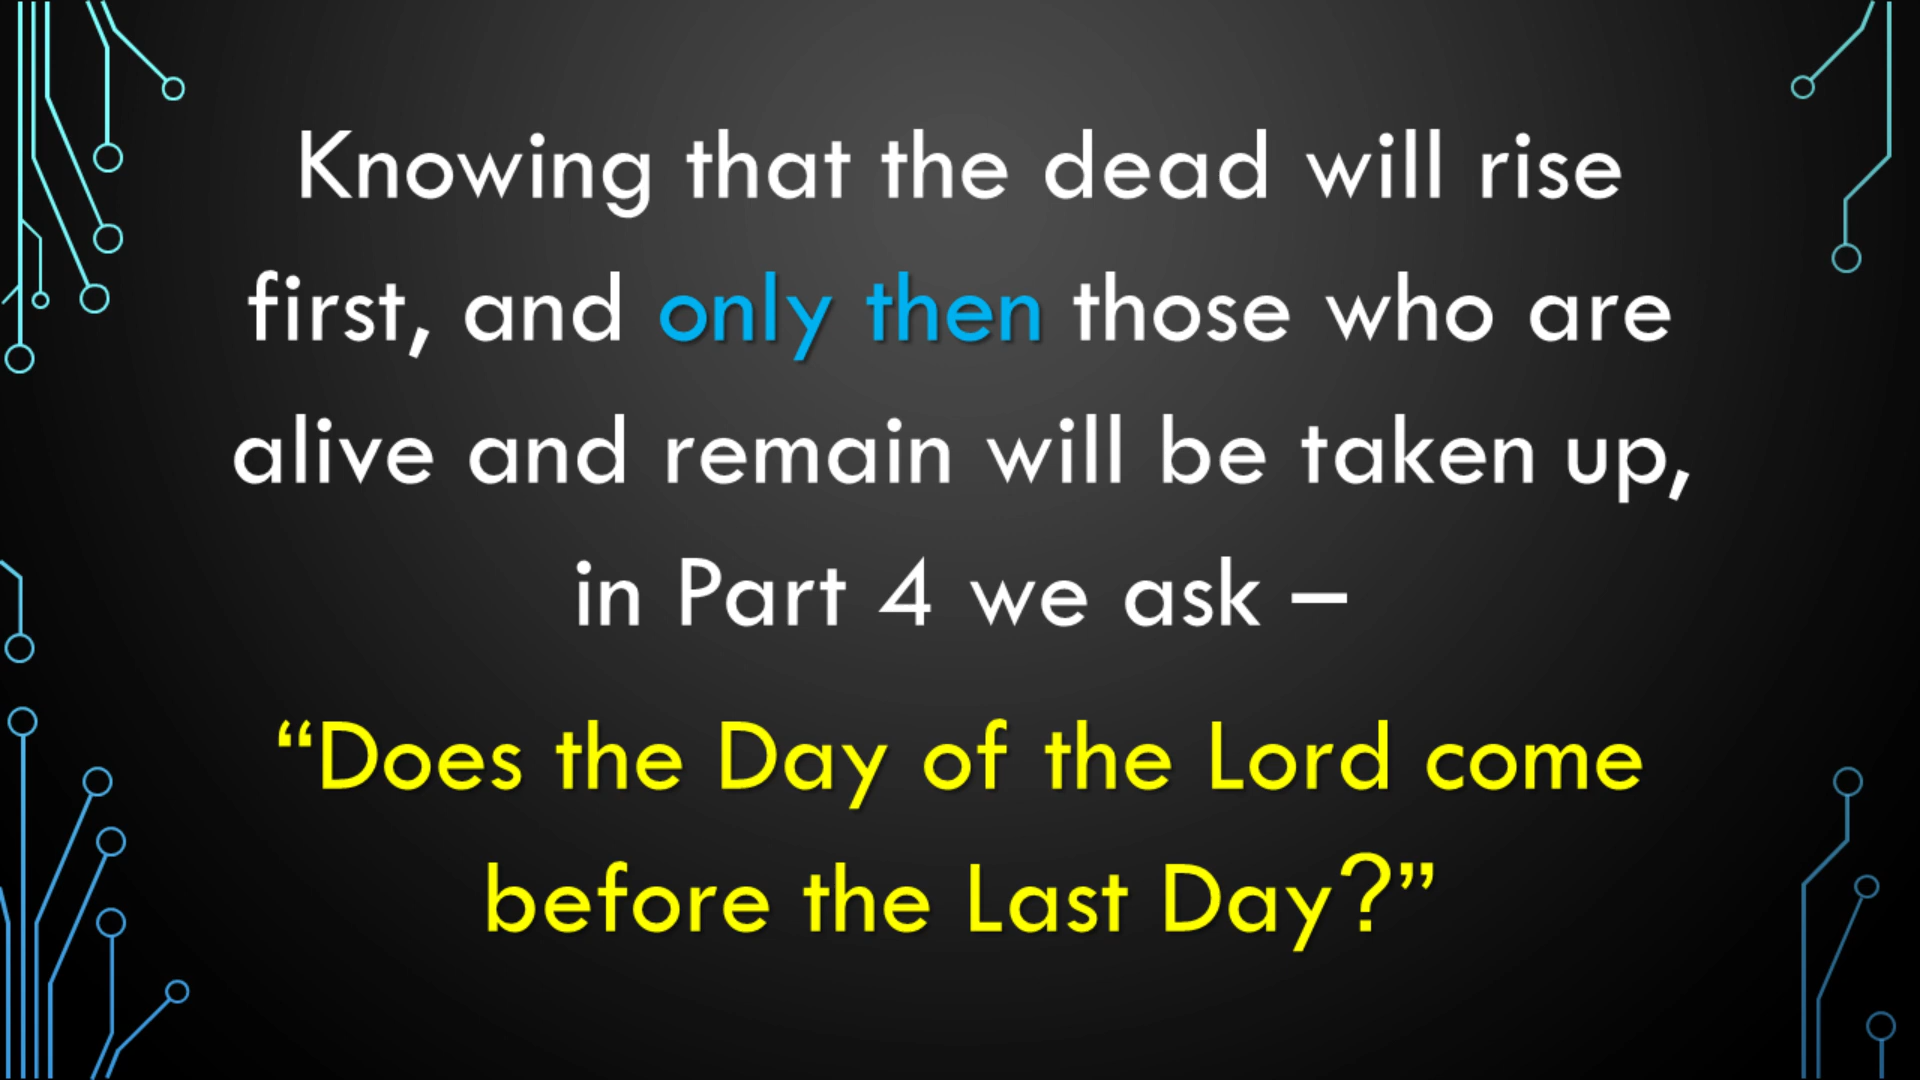 Knowing that the dead will rise
first, and only then those who are
alive and remain will be taken up,
in Part 4 we ask –
“Does the Day of the Lord come
before the Last Day?”